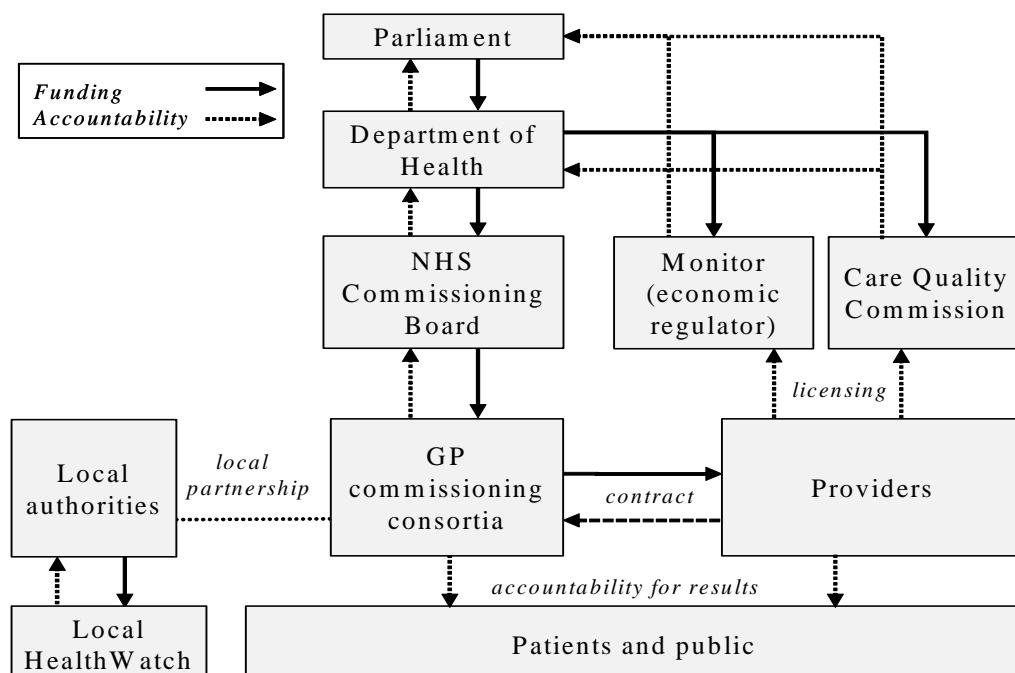 Parliament
Funding
Accountability
Department of
Health
NHS
Commissioning
Board
Monitor
(economic
regulator)
Care Quality
Commission
licensing
Local
authorities
local
partnership
GP
commissioning
consortia
contract
Providers
accountability for results
Local
HealthWatch
Patients and public